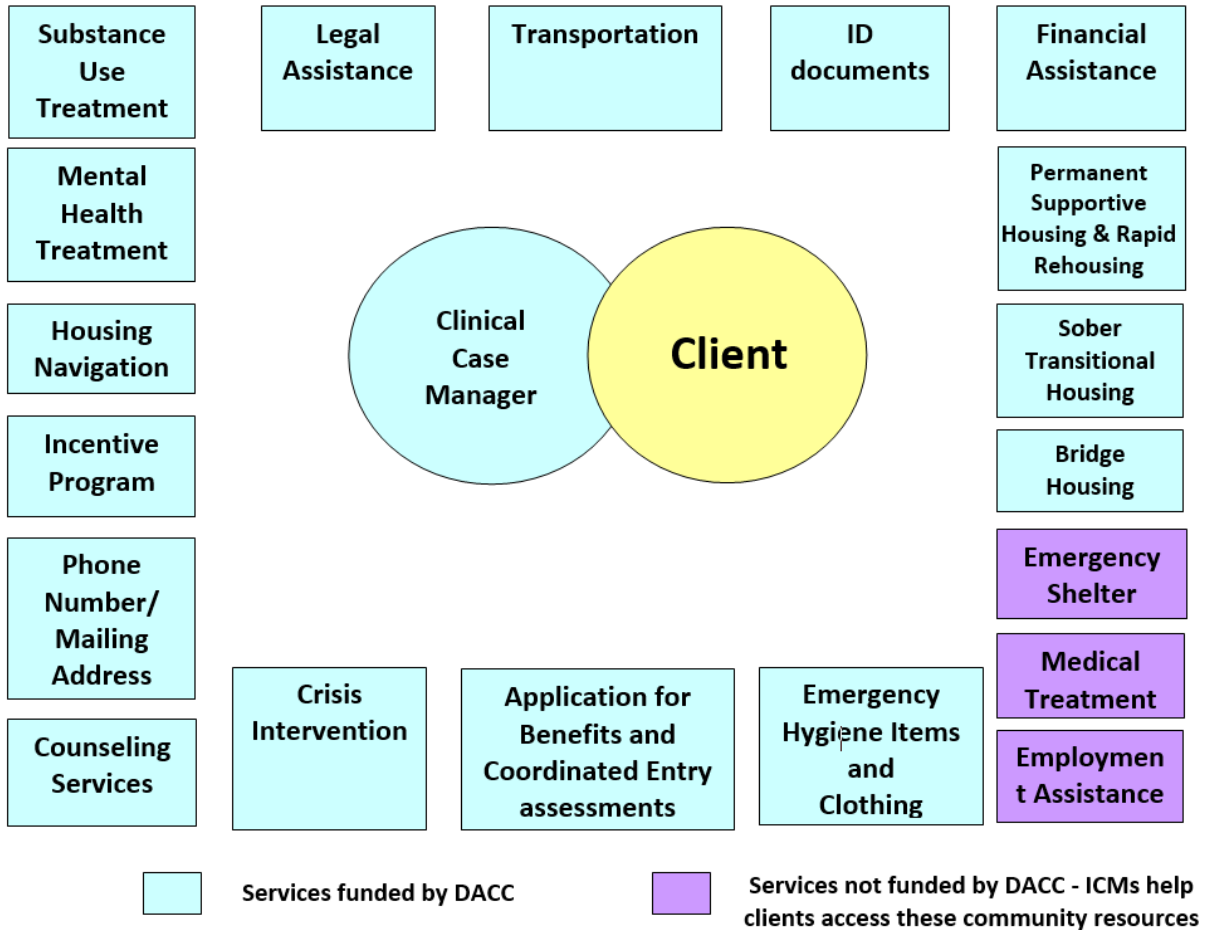 Substance
Use
Treatment
Legal
Assistance
Transportation
ID
documents
Financial
Assistance
Mental
Health
Treatment
Permanent
Supportive
Housing & Rapid
Rehousing
Clinical
Case
Manager
Client
Housing
Navigation
Sober
Transitional
Housing
Incentive
Program
Bridge
Housing
Phone
Number/
Mailing
Address
Emergency
Shelter
Medical
Treatment
Counseling
Services
Crisis
Intervention
Application for
Benefits and
Coordinated Entry
assessments
Emergency
Hygiene Items
and
Clothing
Employmen
t Assistance
Services funded by DACC
Services not funded by DACC - ICMs help
clients access these community resources